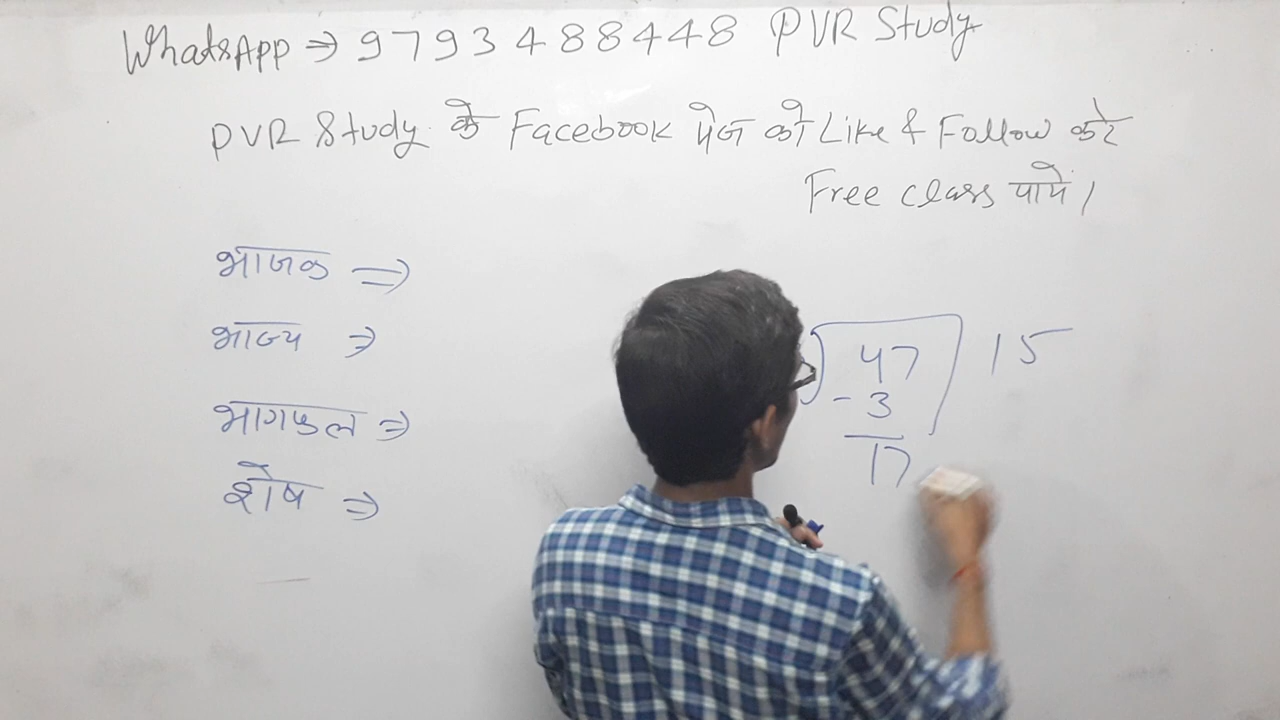 WhatsApp ⇒ 9793488448 PVR Study
PVR Study के Facebook पेज को Like & Follow करे
Free class पाये।
भाजक ⇒
भाज्य ⇒
भागफल ⇒
शेष ⇒
47 15
- 3
17